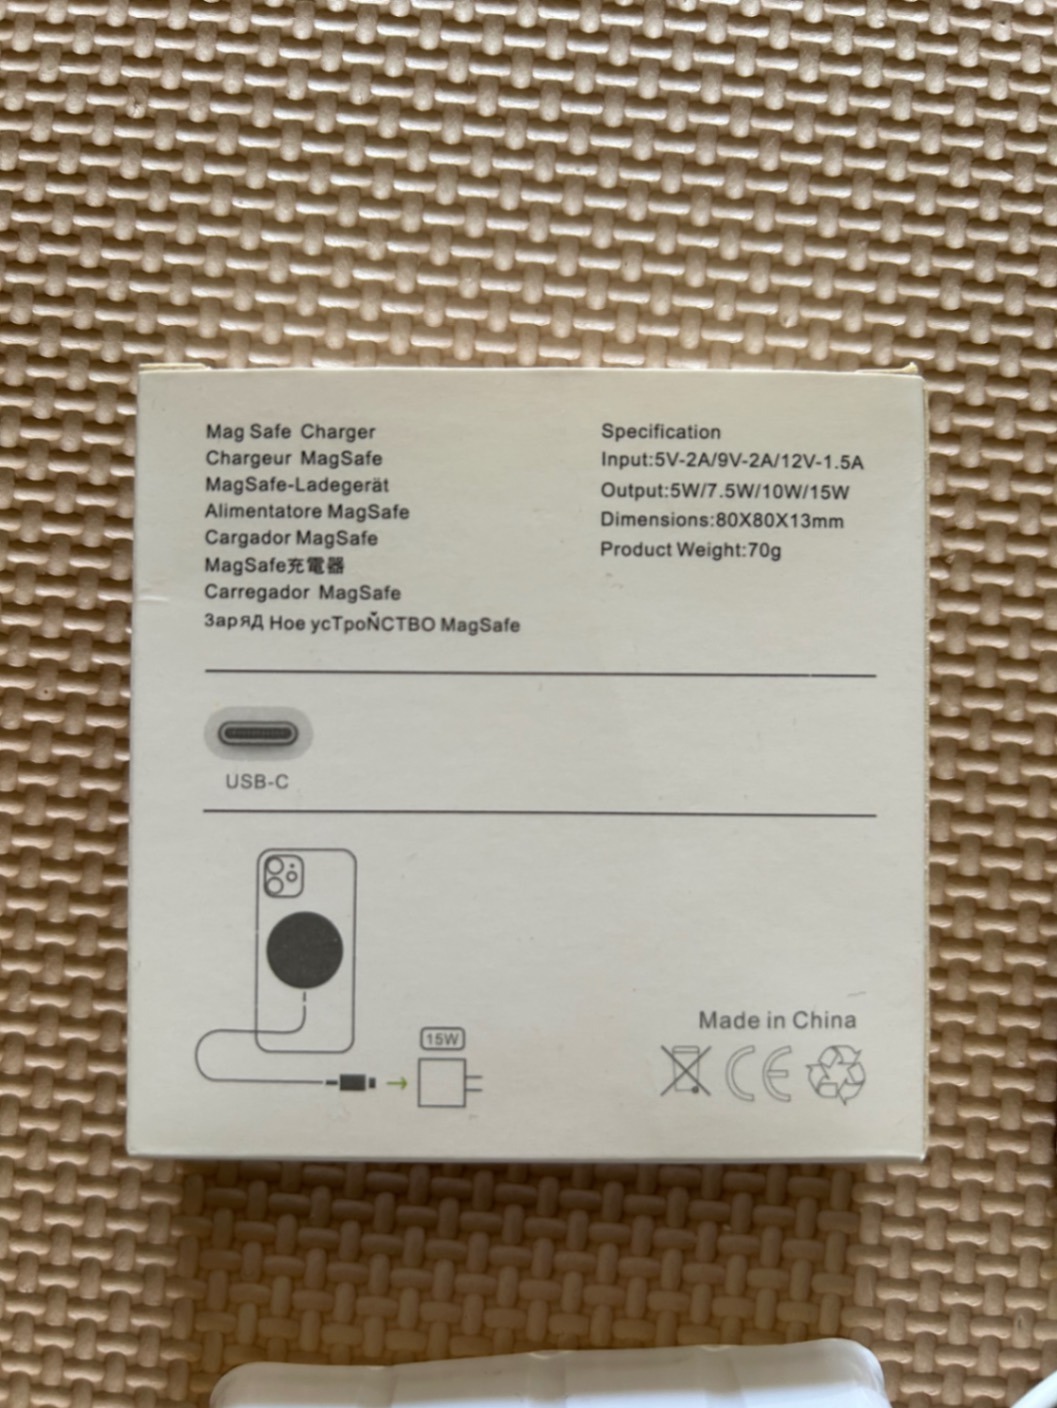 Mag Safe Charger
Chargeur MagSafe
MagSafe-Ladegerät
Alimentatore MagSafe
Cargador MagSafe
MagSafe充電器
Carregador MagSafe
ЗарЯД Ное усТроЇСТВО MagSafe
Specification
Input:5V-2A/9V-2A/12V-1.5A
Output:5W/7.5W/10W/15W
Dimensions:80X80X13mm
Product Weight:70g
USB-C
15W
Made in China
CE